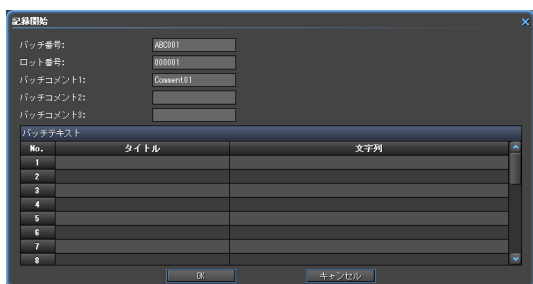 記録開始
バッチ番号: ABC001
ロット番号: 000001
バッチコメント1: Comment01
バッチコメント2:
バッチコメント3:
バッチテキスト
No. タイトル 文字列
1
2
3
4
5
6
7
8
OK キャンセル